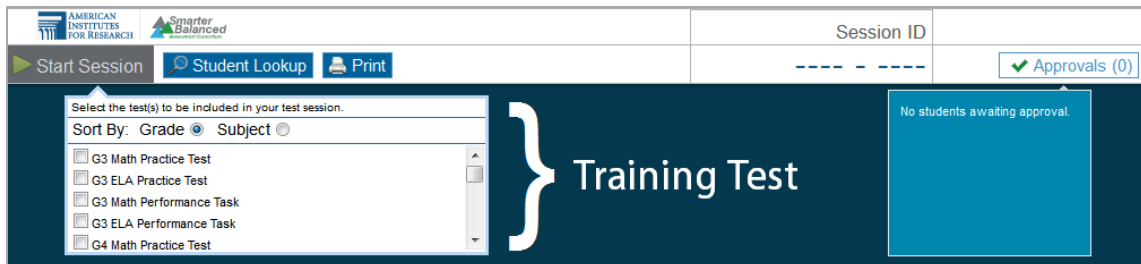 AMERICAN
INSTITUTES
FOR RESEARCH
Smarter
Balanced
Assessment Consortium
Session ID
Start Session
Student Lookup
Print
---- - ----
Approvals (0)
Select the test(s) to be included in your test session.
Sort By: Grade Subject
G3 Math Practice Test
G3 ELA Practice Test
G3 Math Performance Task
G3 ELA Performance Task
G4 Math Practice Test
Training Test
No students awaiting approval.